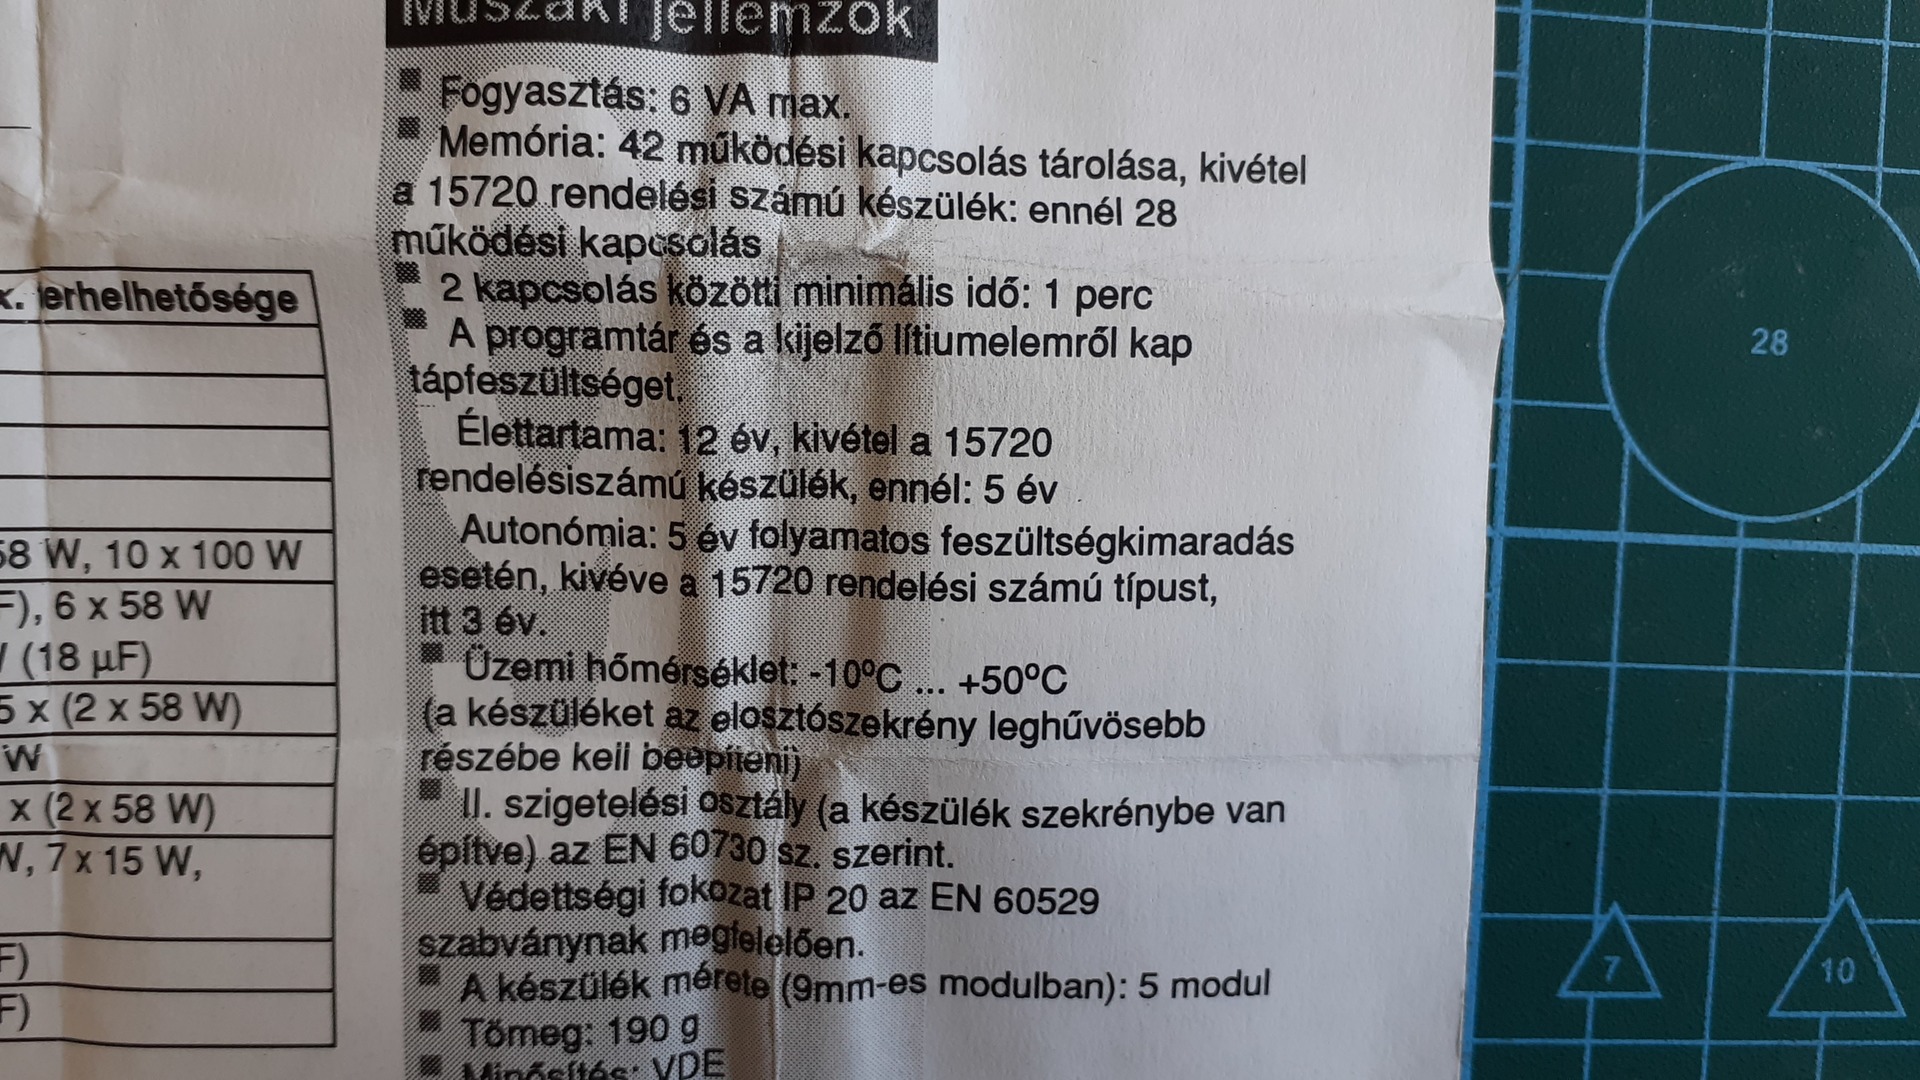 Műszaki jellemzők
▪ Fogyasztás: 6 VA max.
▪ Memória: 42 működési kapcsolás tárolása, kivétel
a 15720 rendelési számú készülék: ennél 28
működési kapcsolás
▪ 2 kapcsolás közötti minimális idő: 1 perc
▪ A programtár és a kijelző lítiumelemről kap
tápfeszültséget.
Élettartama: 12 év, kivétel a 15720
rendelésiszámú készülék, ennél: 5 év
Autonómia: 5 év folyamatos feszültségkimaradás
esetén, kivéve a 15720 rendelési számú típust,
itt 3 év.
▪ Üzemi hőmérséklet: -10ºC ... +50ºC
(a készüléket az elosztószekrény leghűvösebb
részébe kell beépíteni)
▪ II. szigetelési osztály (a készülék szekrénybe van
építve) az EN 60730 sz. szerint.
▪ Védettségi fokozat IP 20 az EN 60529
szabványnak megfelelően.
▪ A készülék mérete (9mm-es modulban): 5 modul
▪ Tömeg: 190 g
▪ Minősítés: VDE
terhelhetősége
58 W, 10 x 100 W
F), 6 x 58 W
(18 µF)
5 x (2 x 58 W)
W
x (2 x 58 W)
W, 7 x 15 W,
F)
F)
28
7
10